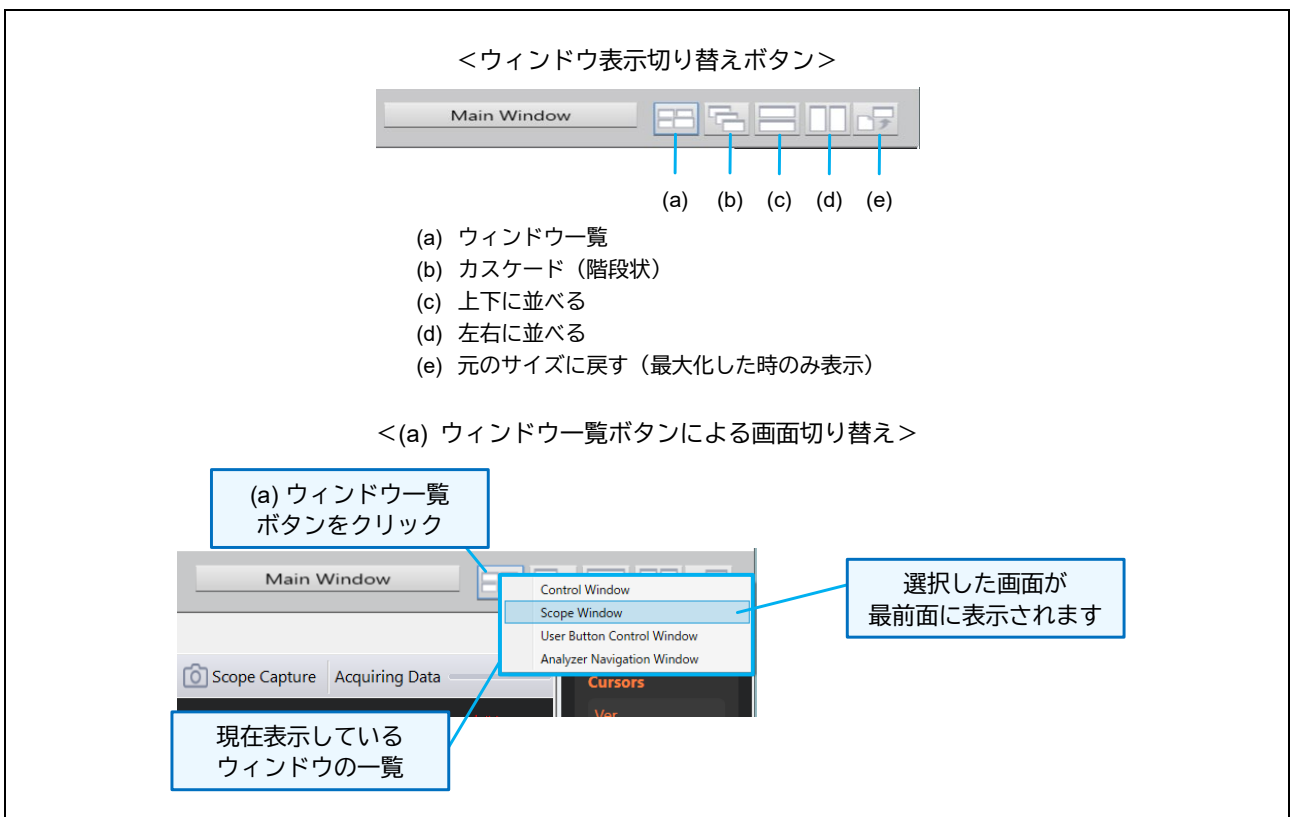 ＜ウィンドウ表示切り替えボタン＞
Main Window
(a) (b) (c) (d) (e)
(a) ウィンドウ一覧
(b) カスケード（階段状）
(c) 上下に並べる
(d) 左右に並べる
(e) 元のサイズに戻す（最大化した時のみ表示）
＜(a) ウィンドウ一覧ボタンによる画面切り替え＞
(a) ウィンドウ一覧
ボタンをクリック
Main Window
Control Window
Scope Window
User Button Control Window
Analyzer Navigation Window
選択した画面が
最前面に表示されます
Scope Capture Acquiring Data
Cursors
Ver
現在表示している
ウィンドウの一覧